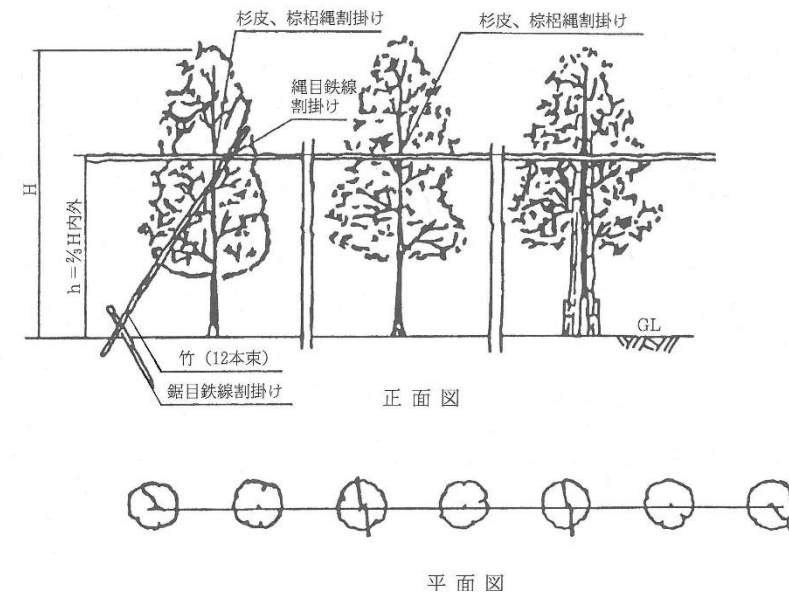 杉皮、棕梠縄割掛け
杉皮、棕梠縄割掛け
縄目鉄線
割掛け
H
h=⅔H内外
GL
竹（12本束）
鋸目鉄線割掛け
正面図
平面図